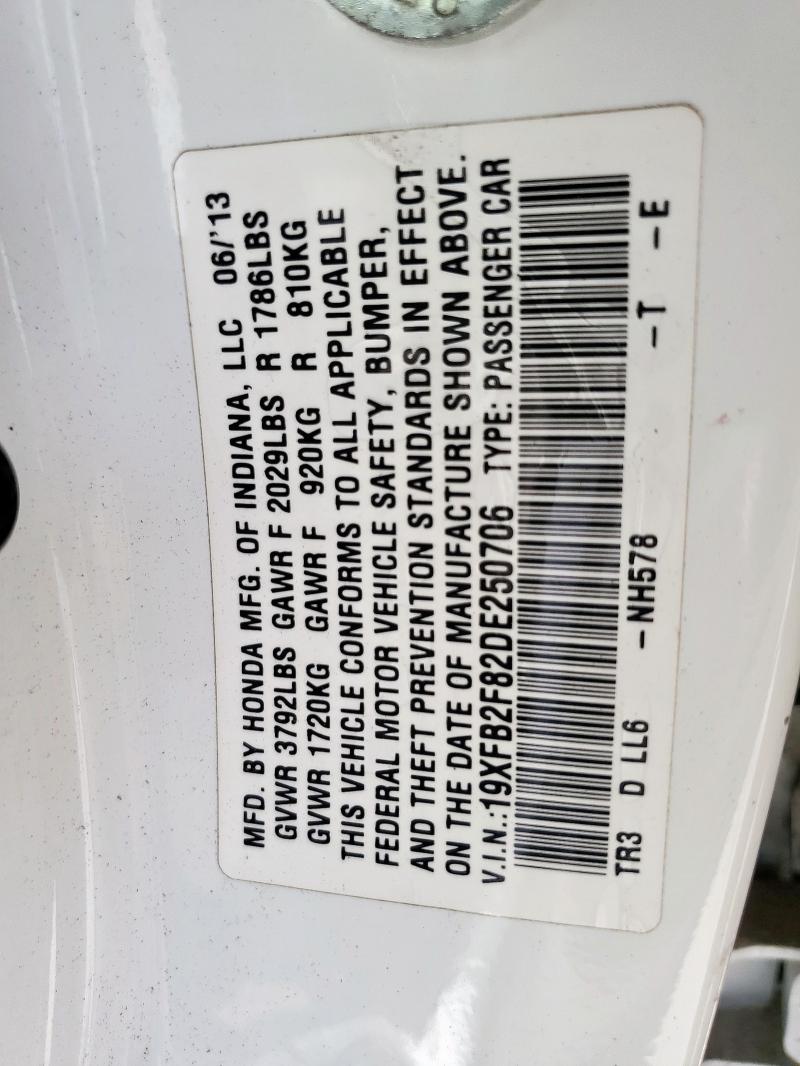 MFD. BY HONDA MFG. OF INDIANA, LLC 06/'13
GVWR 3792LBS GAWR F 2029LBS R 1786LBS
GVWR 1720KG GAWR F 920KG R 810KG
THIS VEHICLE CONFORMS TO ALL APPLICABLE
FEDERAL MOTOR VEHICLE SAFETY, BUMPER,
AND THEFT PREVENTION STANDARDS IN EFFECT
ON THE DATE OF MANUFACTURE SHOWN ABOVE.
V.I.N.:19XFB2F82DE250706 TYPE: PASSENGER CAR
TR3 D LL6 -NH578 -T -E